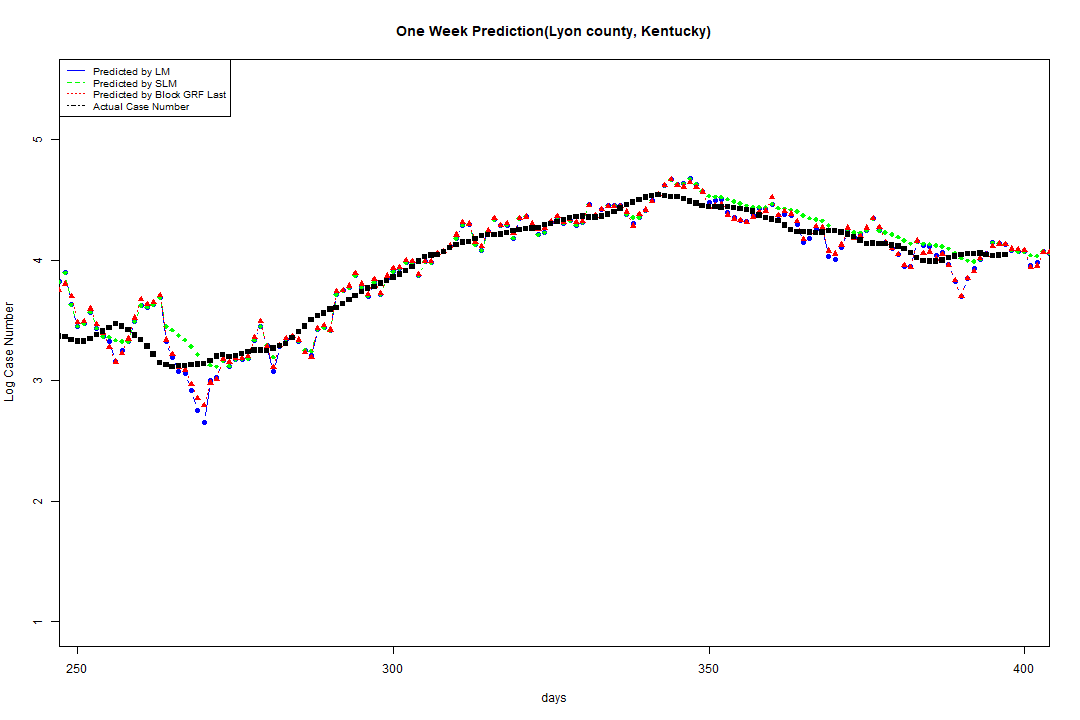 One Week Prediction(Lyon county, Kentucky)
Predicted by LM
Predicted by SLM
Predicted by Block GRF Last
Actual Case Number
5
4
3
2
1
Log Case Number
250 300 350 400
days